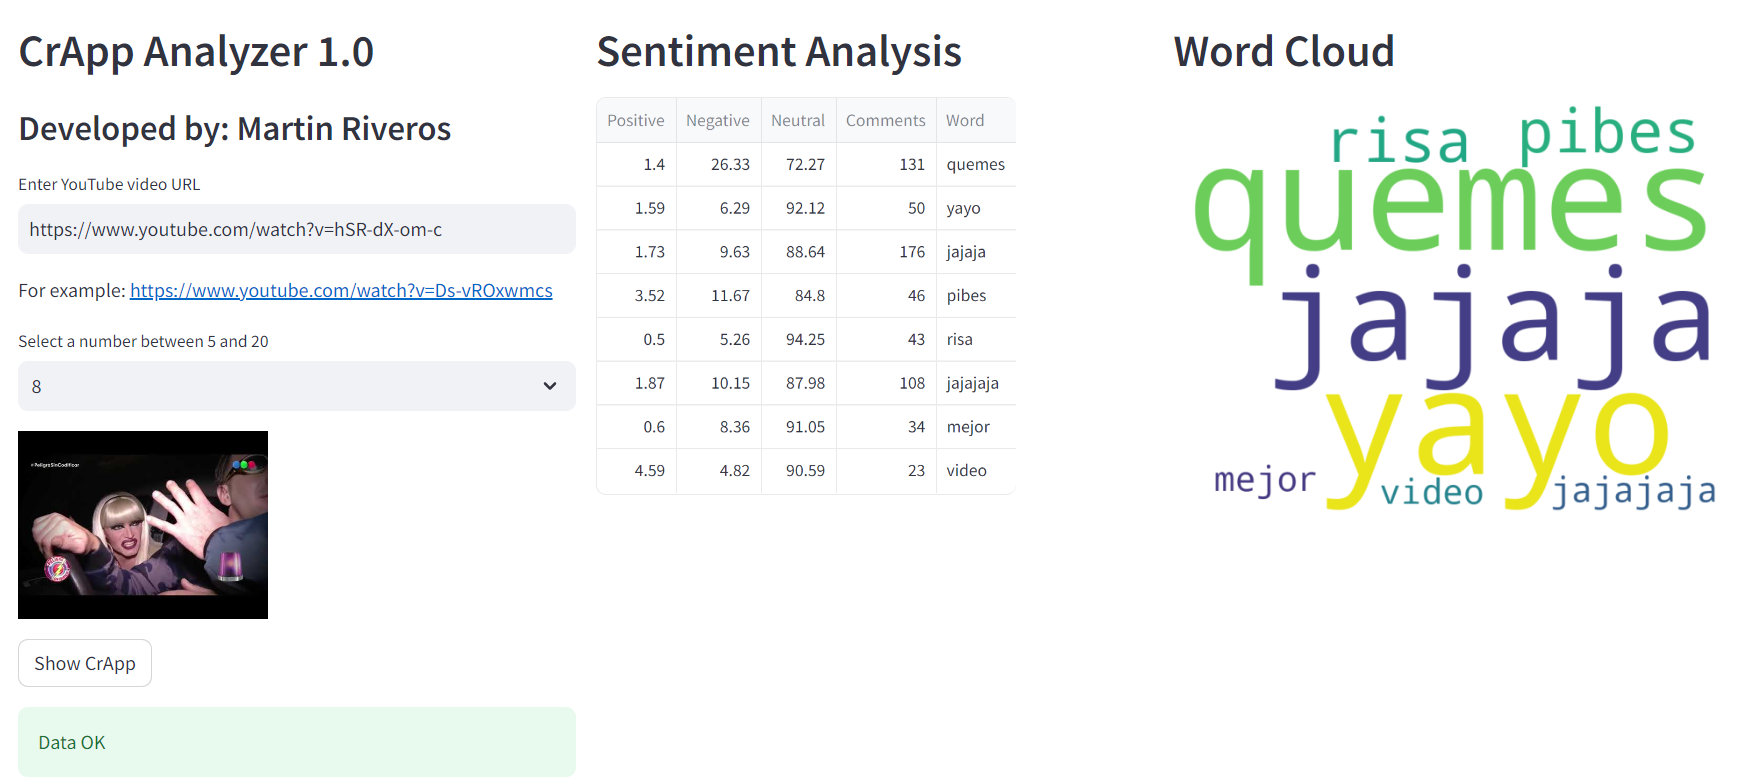 CrApp Analyzer 1.0
Developed by: Martin Riveros
Enter YouTube video URL
https://www.youtube.com/watch?v=hSR-dX-om-c
For example: https://www.youtube.com/watch?v=Ds-vROxwmcs
Select a number between 5 and 20
8
#PeligroSinCodificar
Show CrApp
Data OK
Sentiment Analysis
Positive Negative Neutral Comments Word
1.4 26.33 72.27 131 quemes
1.59 6.29 92.12 50 yayo
1.73 9.63 88.64 176 jajaja
3.52 11.67 84.8 46 pibes
0.5 5.26 94.25 43 risa
1.87 10.15 87.98 108 jajajaja
0.6 8.36 91.05 34 mejor
4.59 4.82 90.59 23 video
Word Cloud
risa pibes
quemes
jajaja
yayo
mejor video jajajaja